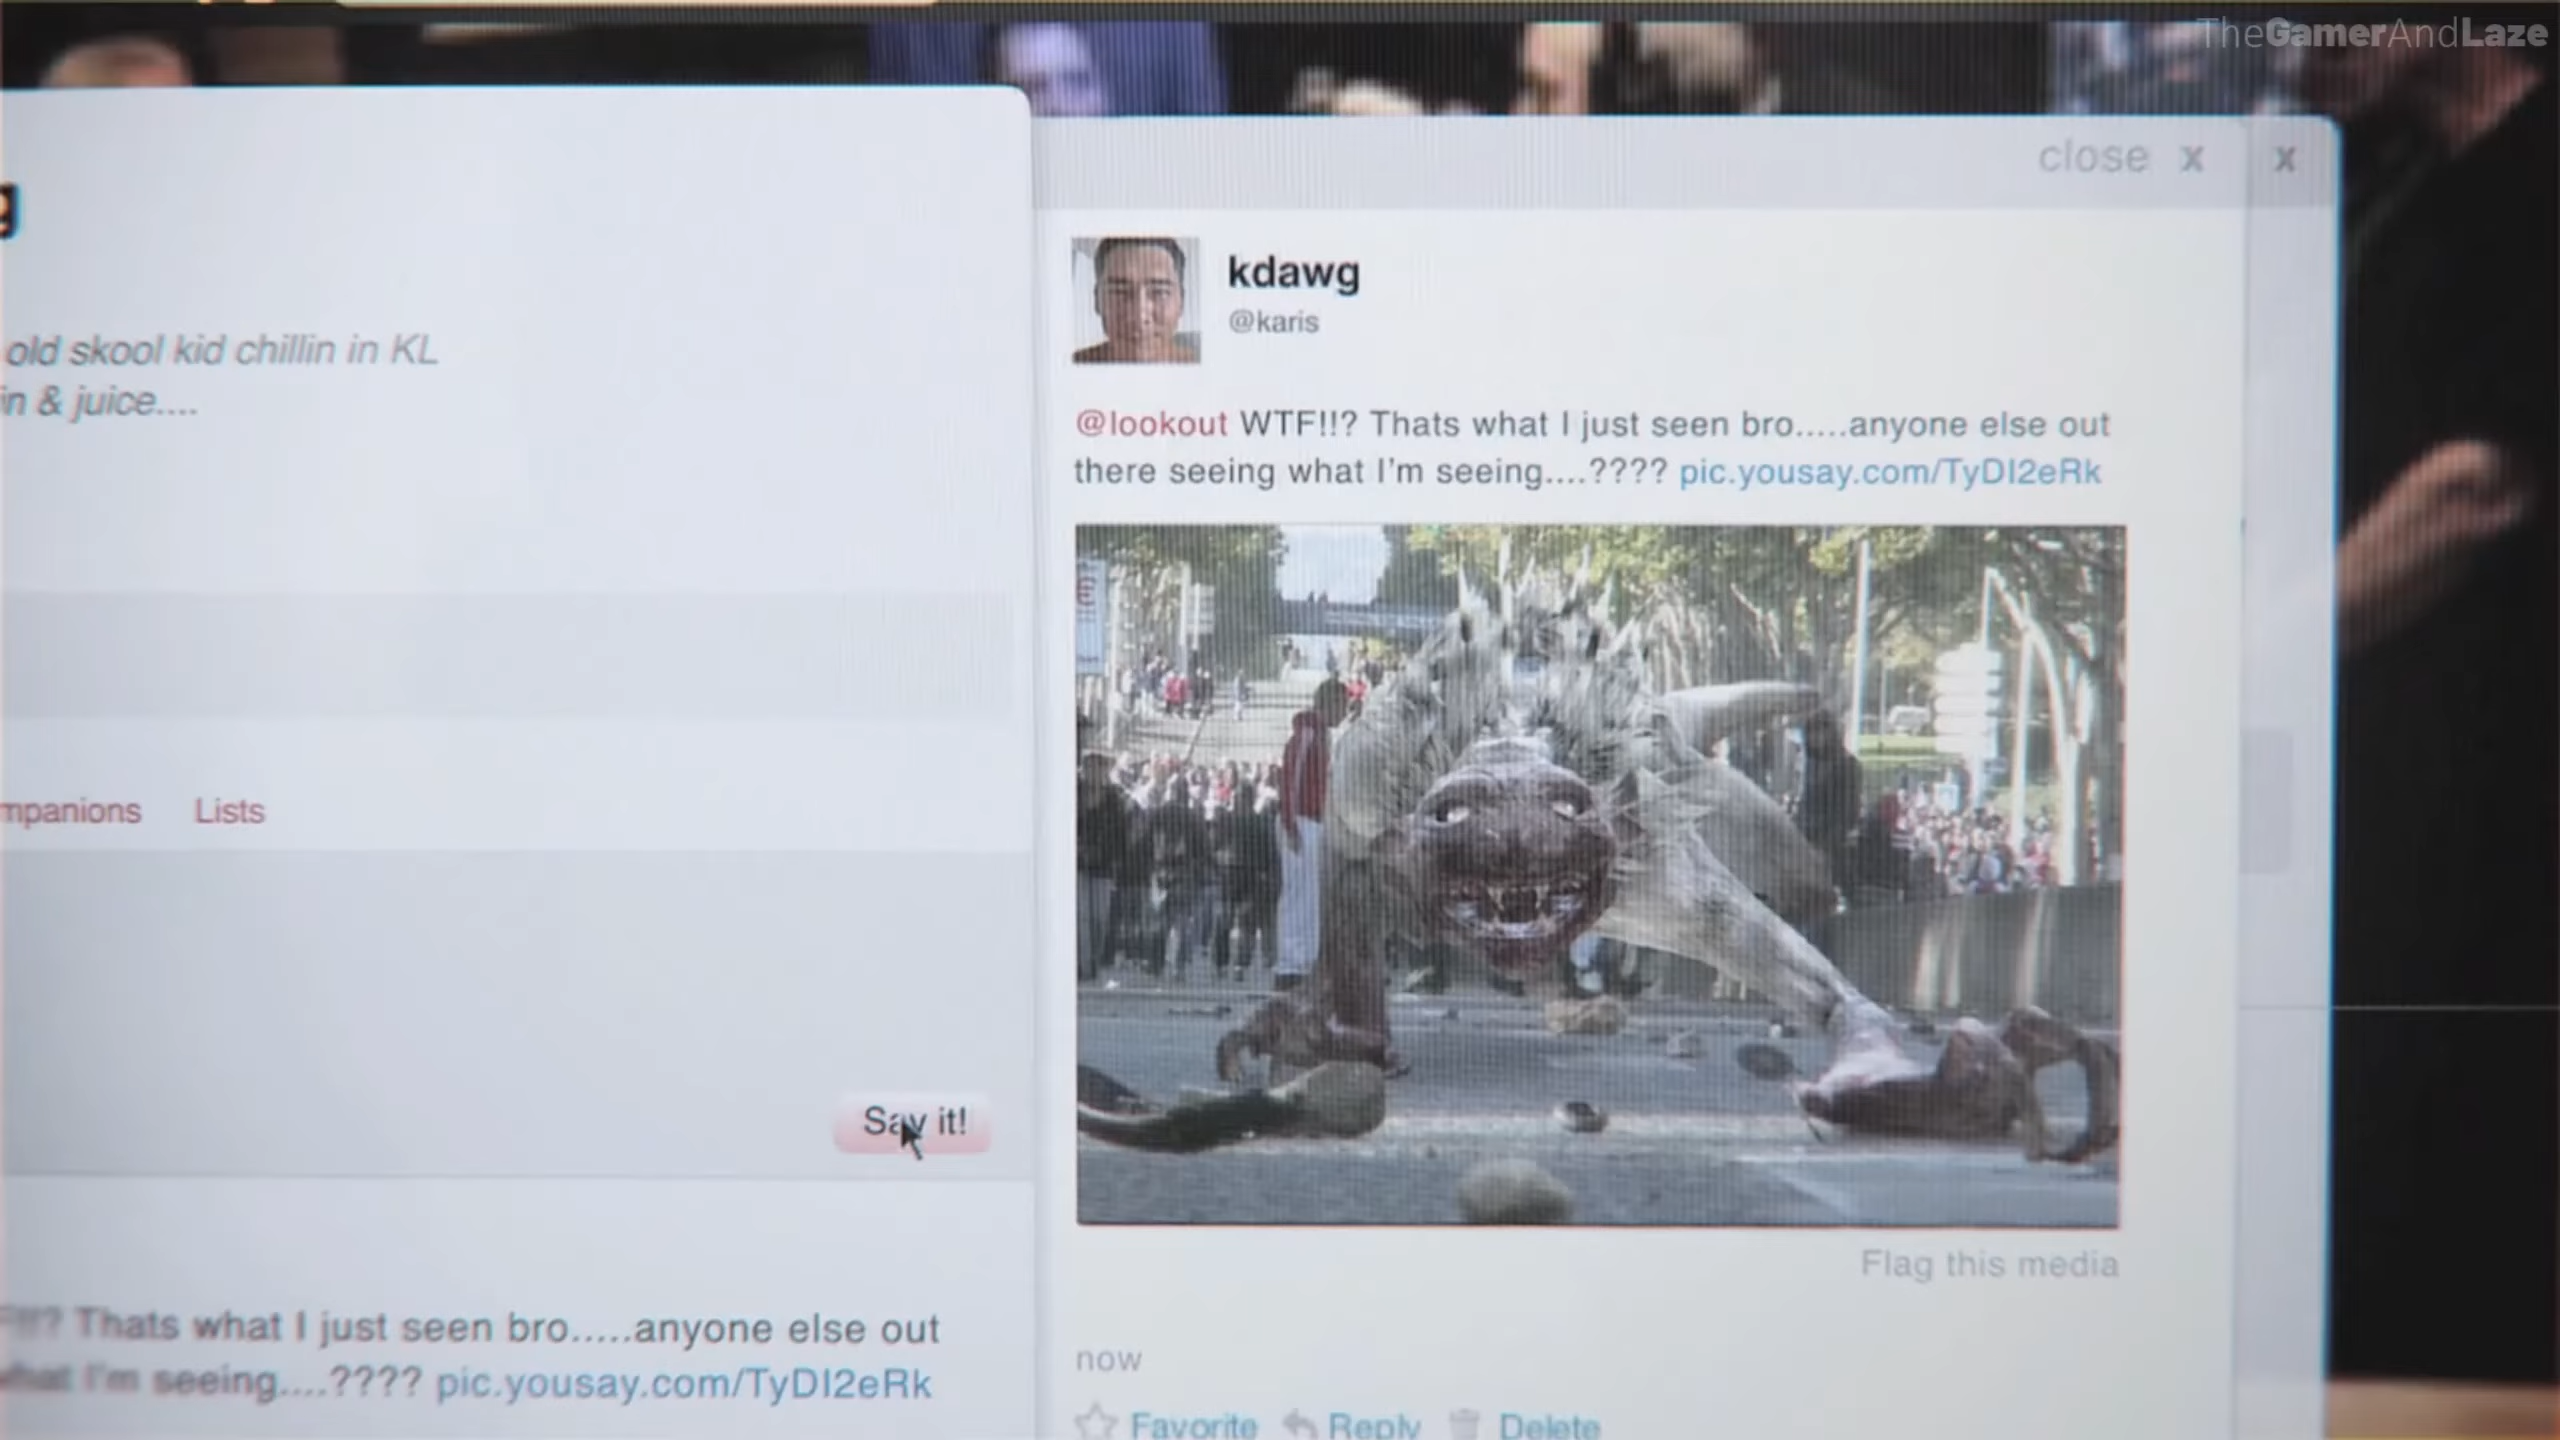 TheGamerAndLaze
close x x
g
old skool kid chillin in KL
in & juice....
mpanions Lists
Say it!
Thats what I just seen bro.....anyone else out
what I'm seeing....???? pic.yousay.com/TyDI2eRk
kdawg
@karis
@lookout WTF!!? Thats what I just seen bro.....anyone else out
there seeing what I'm seeing....???? pic.yousay.com/TyDI2eRk
€
Flag this media
now
Favorite Reply Delete